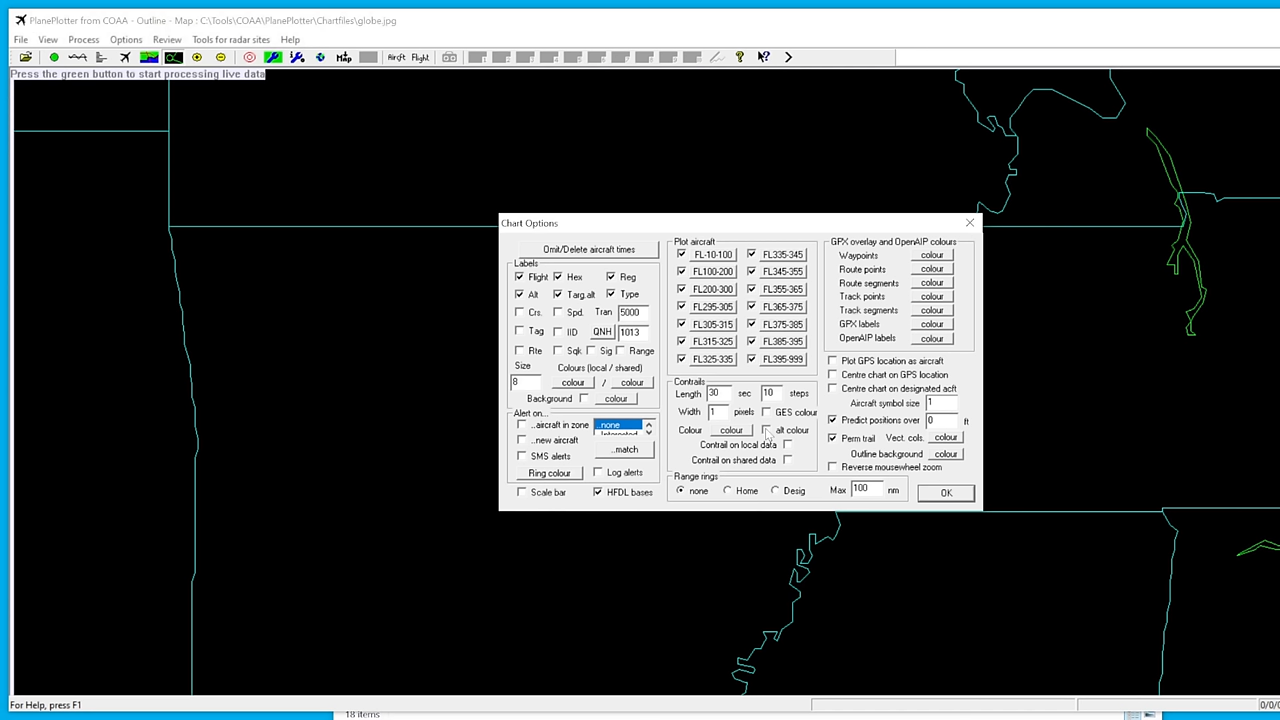 PlanePlotter from COAA - Outline - Map : C:\Tools\COAA\PlanePlotter\Chartfiles\globe.jpg
File View Process Options Review Tools for radar sites Help
Map Aircft Flight
Press the green button to start processing live data
Chart Options
Omit/Delete aircraft times
Labels
Flight Hex Reg
Alt Targ.alt Type
Crs. Spd. Tran 5000
Tag IID QNH 1013
Rte Sqk Sig Range
Size Colours (local / shared)
8 colour / colour
Background colour
Alert on...
..aircraft in zone ..none
..new aircraft
SMS alerts ..match
Ring colour Log alerts
Scale bar HFDL bases
Plot aircraft
FL-10-100 FL335-345
FL100-200 FL345-355
FL200-300 FL355-365
FL295-305 FL365-375
FL305-315 FL375-385
FL315-325 FL385-395
FL325-335 FL395-999
Contrails
Length 30 sec 10 steps
Width 1 pixels GES colour
Colour colour alt colour
Contrail on local data
Contrail on shared data
Range rings
none Home Desig Max 100 nm
GPX overlay and OpenAIP colours
Waypoints colour
Route points colour
Route segments colour
Track points colour
Track segments colour
GPX labels colour
OpenAIP labels colour
Plot GPS location as aircraft
Centre chart on GPS location
Centre chart on designated acft
Aircraft symbol size 1
Predict positions over 0 ft
Perm trail Vect. cols. colour
Outline background colour
Reverse mousewheel zoom
OK
For Help, press F1
18 items